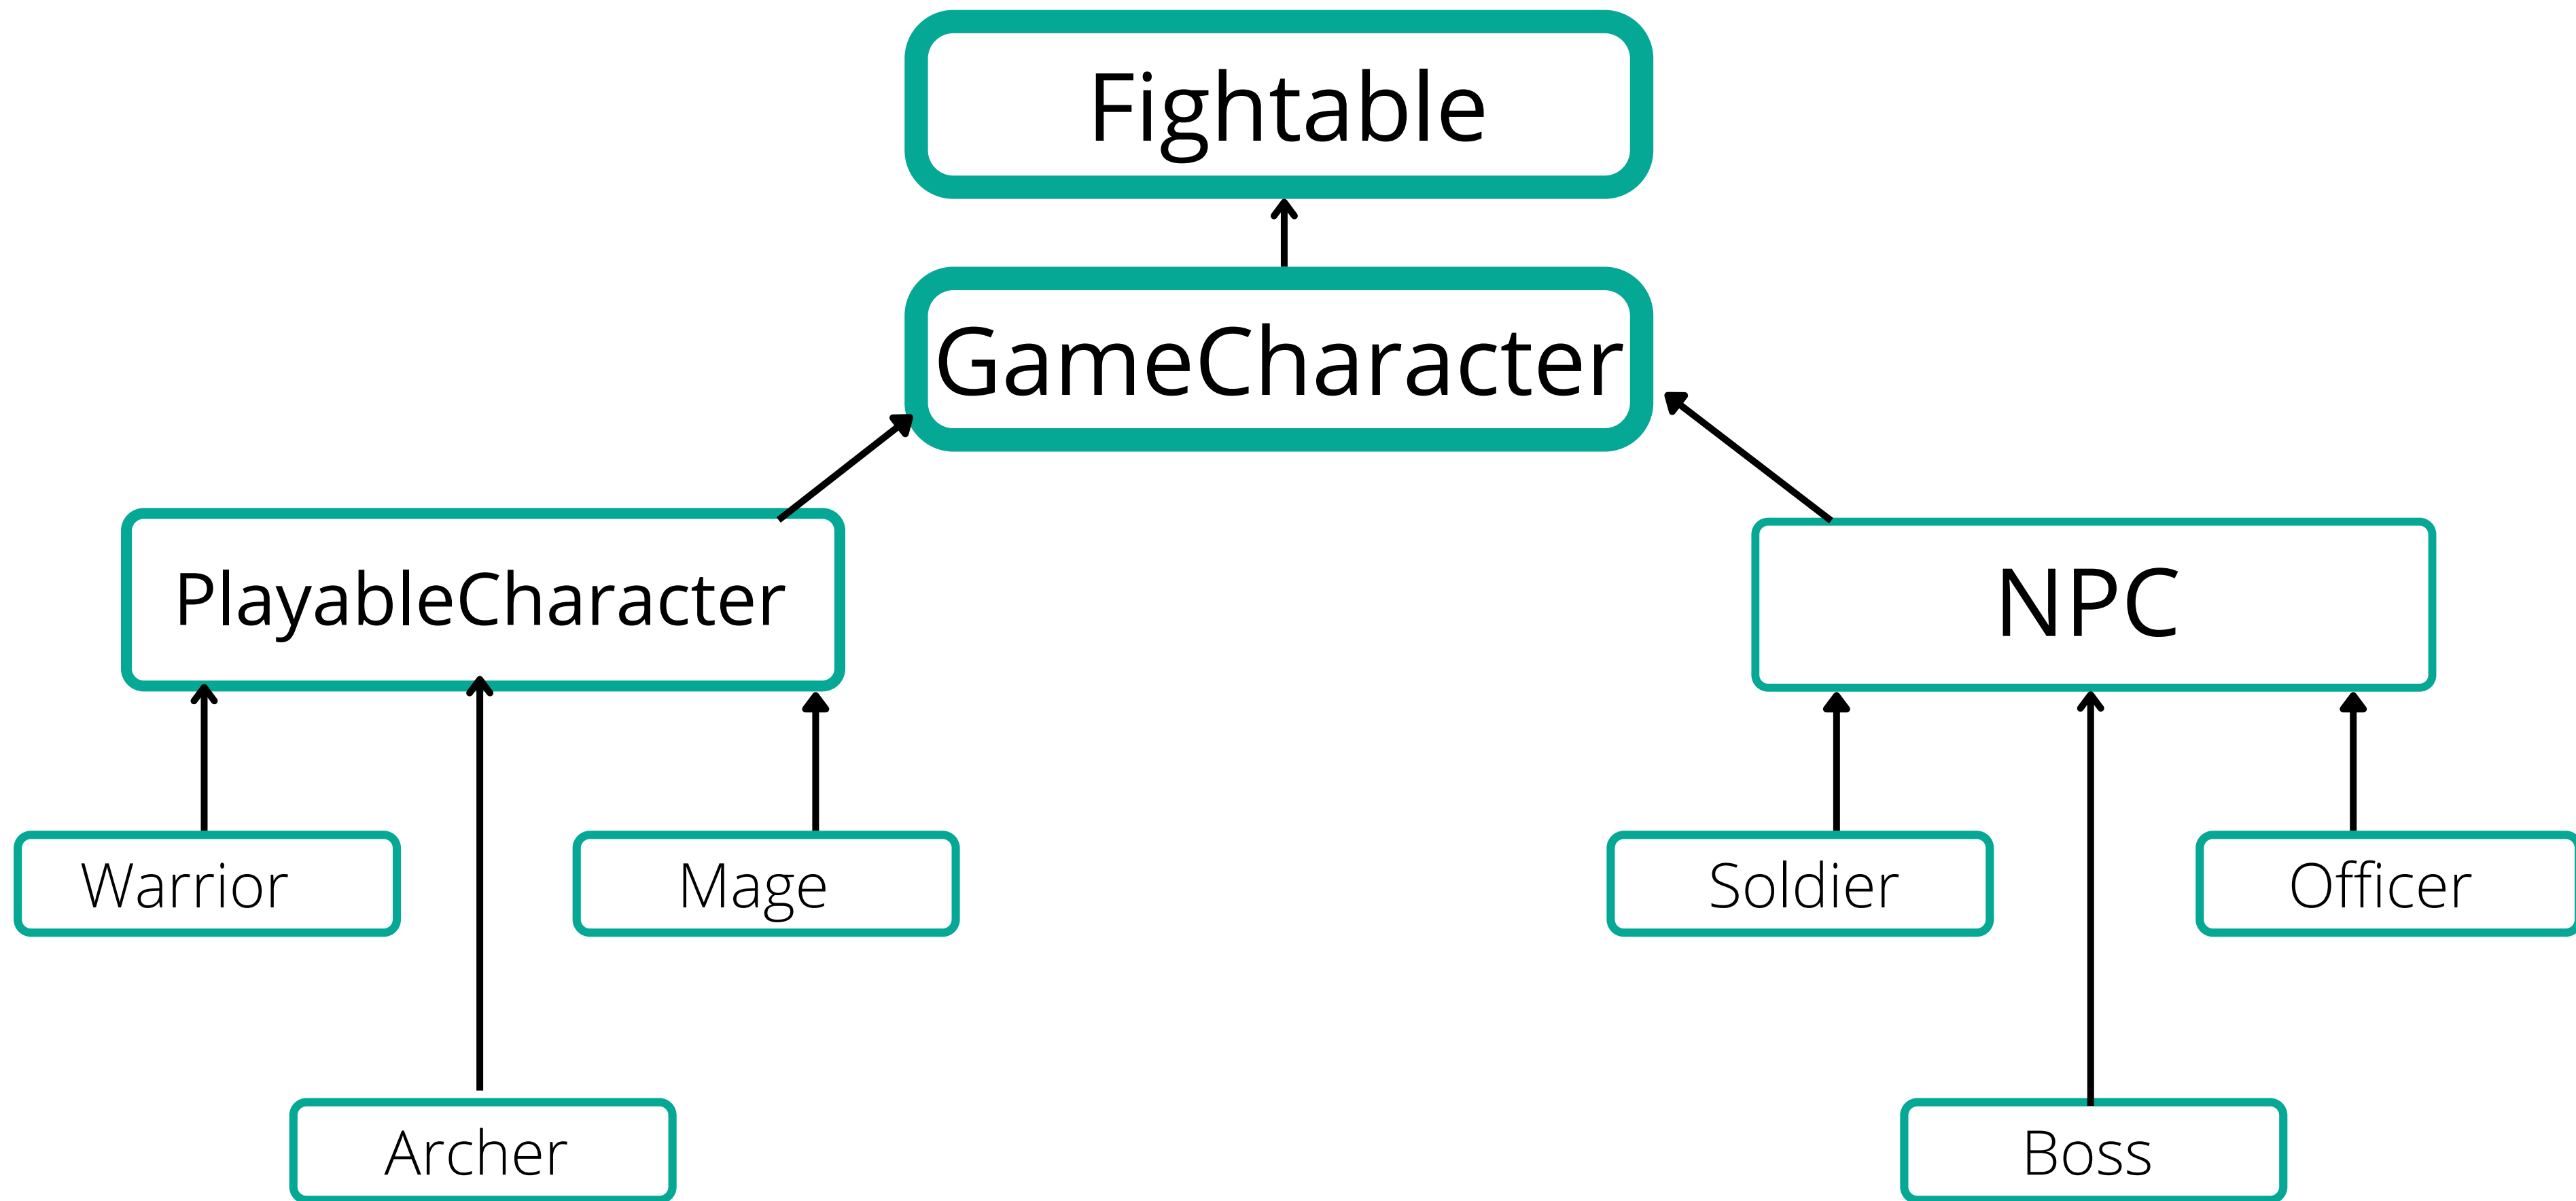 Fightable
GameCharacter
PlayableCharacter
NPC
Warrior
Mage
Soldier
Officer
Archer
Boss